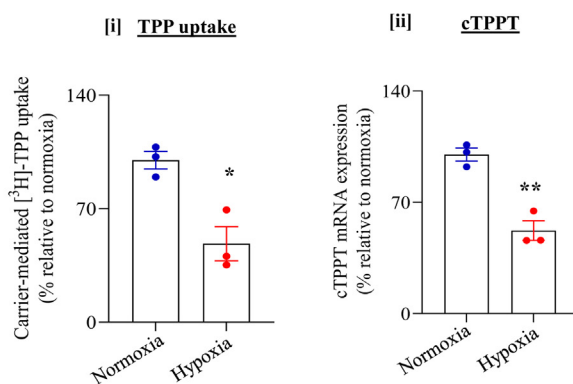 [i] TPP uptake
Carrier-mediated [³H]-TPP uptake
(% relative to normoxia)
140
70
0
*
Normoxia
Hypoxia
[ii] cTPPT
cTPPT mRNA expression
(% relative to normoxia)
140
70
0
**
Normoxia
Hypoxia